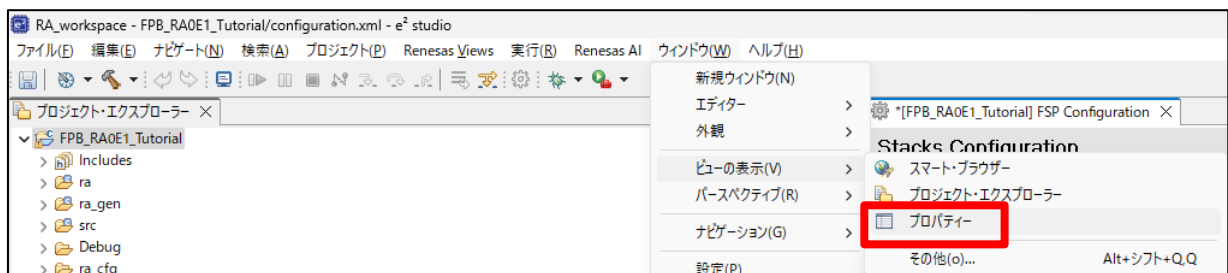 RA_workspace - FPB_RA0E1_Tutorial/configuration.xml - e² studio
ファイル(F) 編集(E) ナビゲート(N) 検索(A) プロジェクト(P) Renesas Views 実行(R) Renesas AI ウィンドウ(W) ヘルプ(H)
新規ウィンドウ(N)
プロジェクト・エクスプローラー
エディター
*[FPB_RA0E1_Tutorial] FSP Configuration
FPB_RA0E1_Tutorial
外観
Stacks Configuration
Includes
ビューの表示(V)
スマート・ブラウザー
ra
パースペクティブ(R)
プロジェクト・エクスプローラー
ra_gen
プロパティー
src
ナビゲーション(G)
Debug
その他(o)... Alt+シフト+Q,Q
ra_cfg
設定(P)